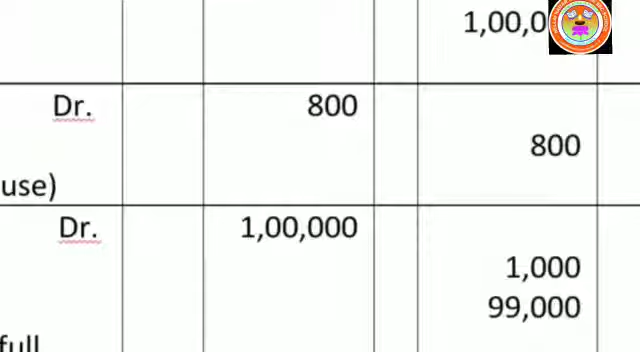 1,00,0
Dr. 800
800
use)
Dr. 1,00,000
1,000
99,000
full